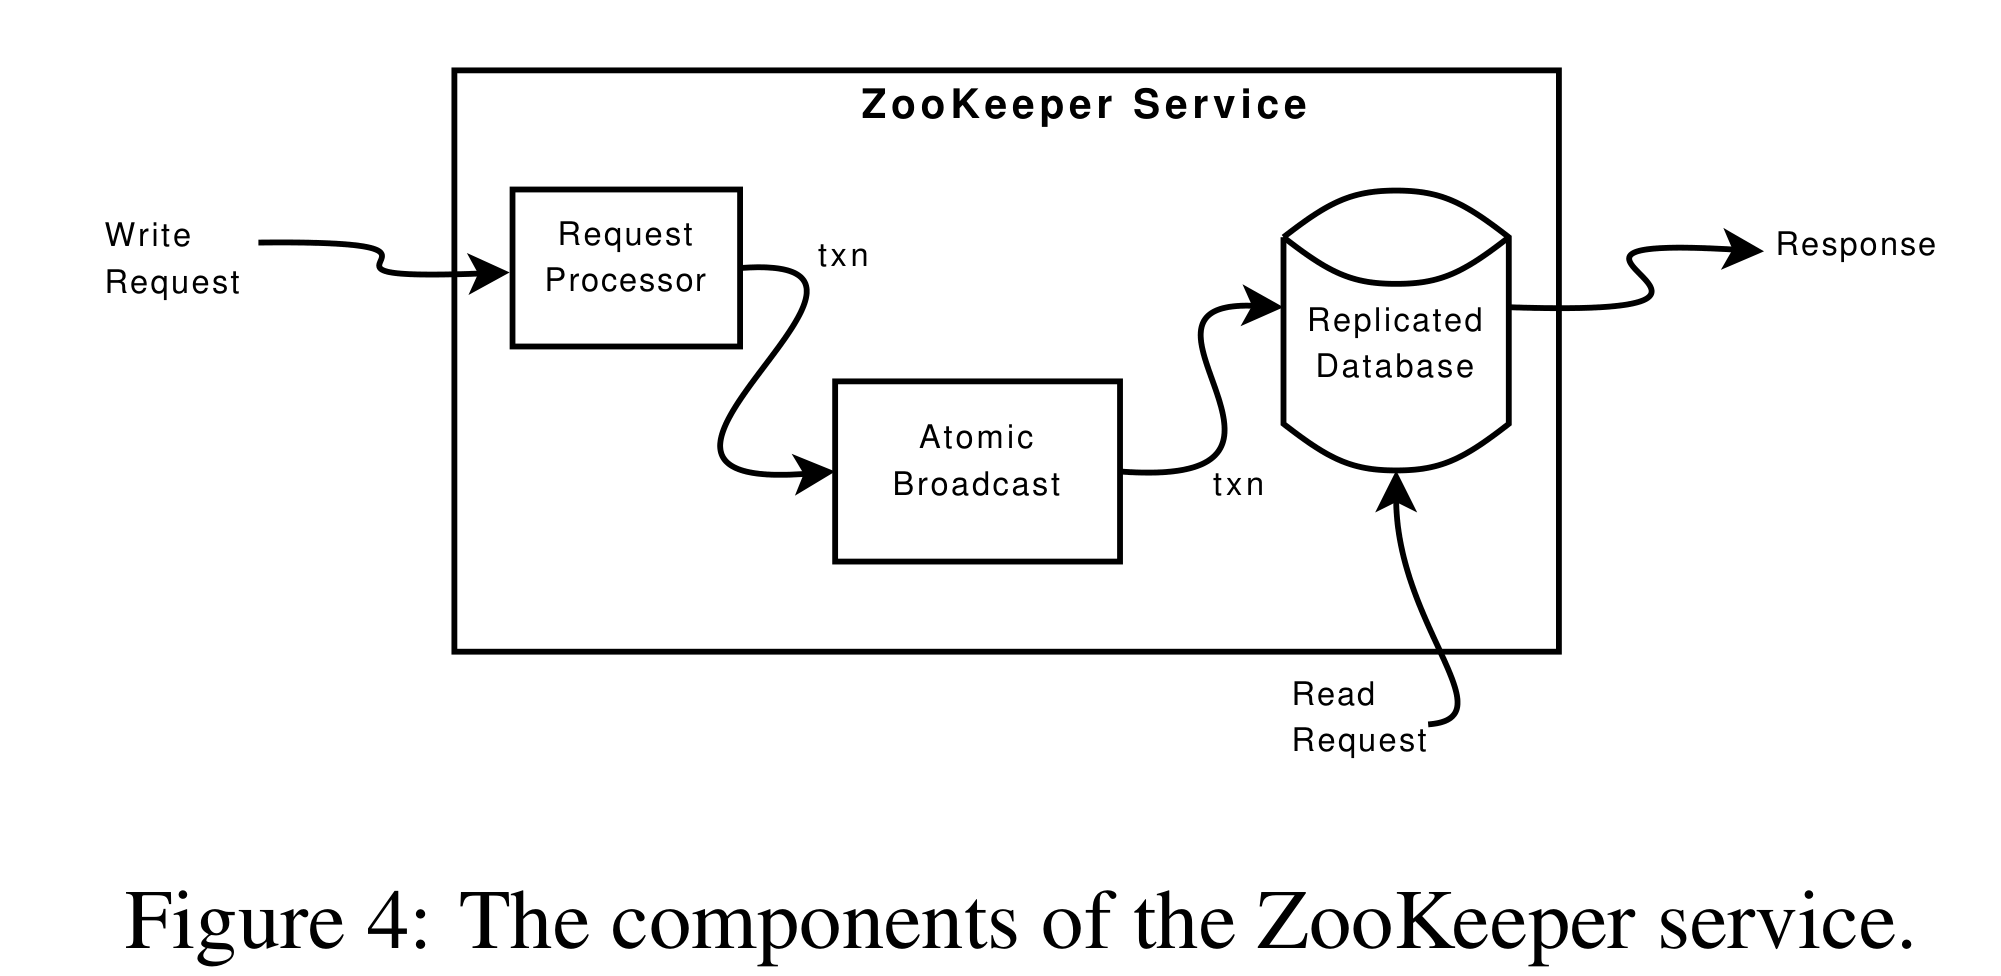 ZooKeeper Service
Write
Request
Request
Processor
txn
Atomic
Broadcast
txn
Replicated
Database
Response
Read
Request
Figure 4: The components of the ZooKeeper service.